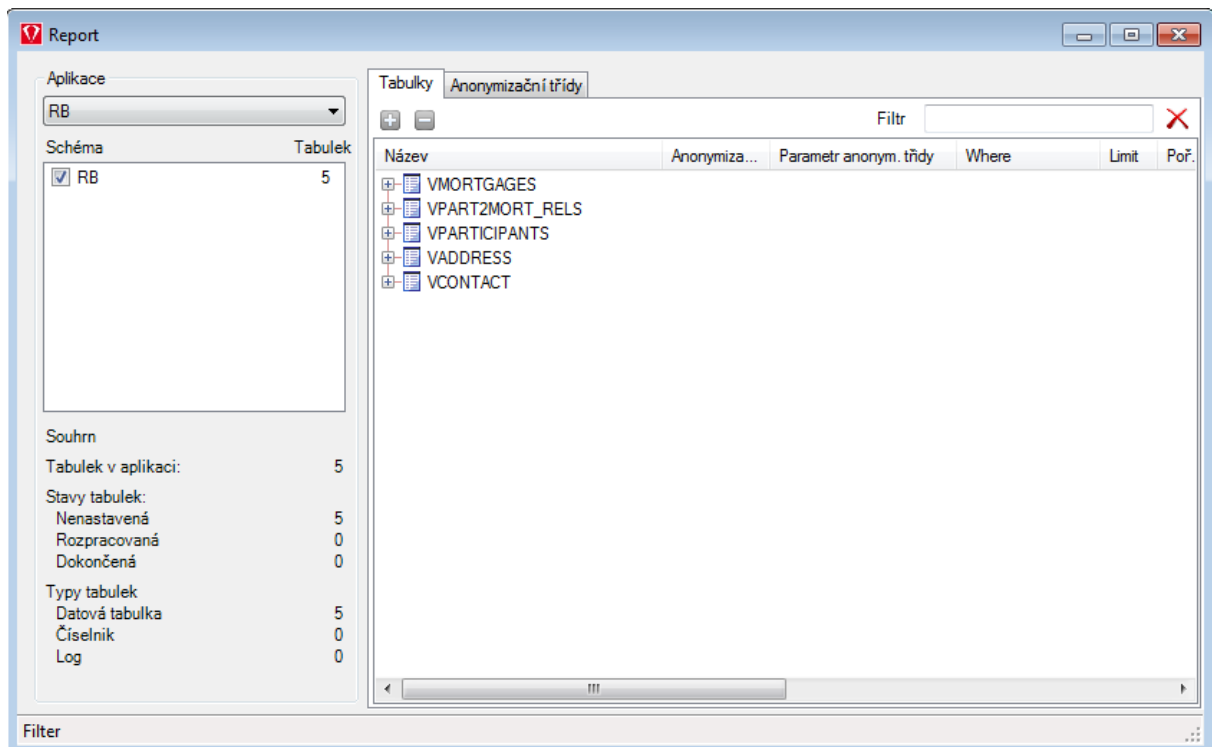 Report
Aplikace
RB
Schéma Tabulek
RB 5
Souhrn
Tabulek v aplikaci: 5
Stavy tabulek:
Nenastavená 5
Rozpracovaná 0
Dokončená 0
Typy tabulek
Datová tabulka 5
Číselnik 0
Log 0
Tabulky Anonymizační třídy
Filtr
Název Anonymiza... Parametr anonym. třídy Where Limit Poř.
VMORTGAGES
VPART2MORT_RELS
VPARTICIPANTS
VADDRESS
VCONTACT
Filter